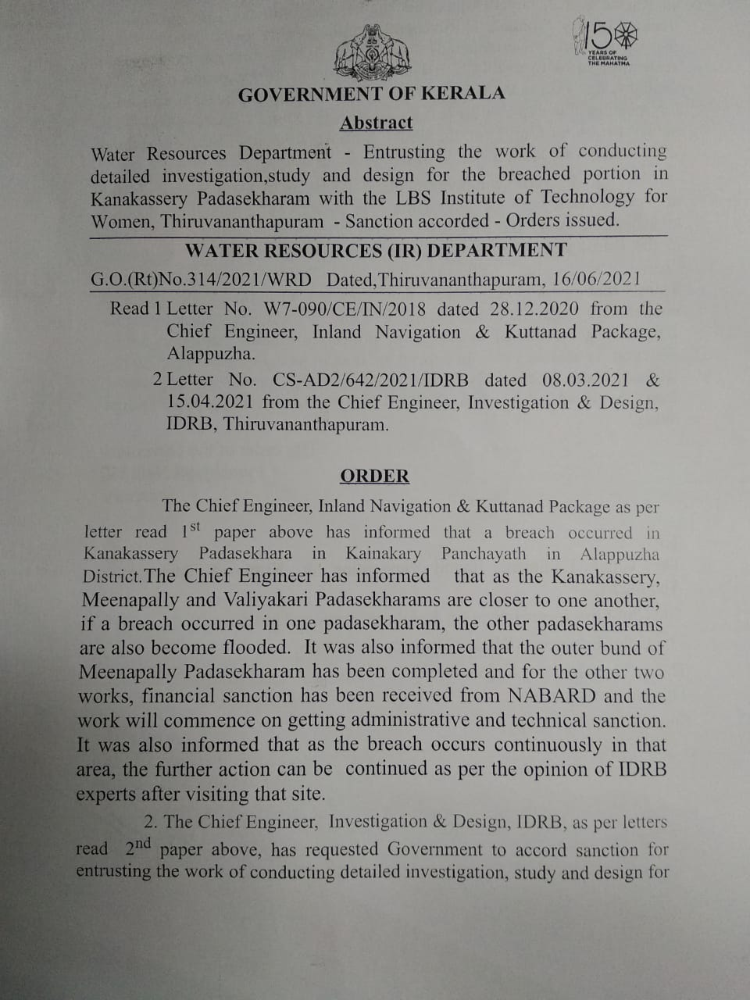 150
YEARS OF
CELEBRATING
THE MAHATMA
GOVERNMENT OF KERALA
Abstract
Water Resources Department - Entrusting the work of conducting
detailed investigation,study and design for the breached portion in
Kanakassery Padasekharam with the LBS Institute of Technology for
Women, Thiruvananthapuram - Sanction accorded - Orders issued.
WATER RESOURCES (IR) DEPARTMENT
G.O.(Rt)No.314/2021/WRD Dated,Thiruvananthapuram, 16/06/2021
Read 1 Letter No. W7-090/CE/IN/2018 dated 28.12.2020 from the
Chief Engineer, Inland Navigation & Kuttanad Package,
Alappuzha.
2 Letter No. CS-AD2/642/2021/IDRB dated 08.03.2021 &
15.04.2021 from the Chief Engineer, Investigation & Design,
IDRB, Thiruvananthapuram.
ORDER
The Chief Engineer, Inland Navigation & Kuttanad Package as per
letter read 1st paper above has informed that a breach occurred in
Kanakassery Padasekhara in Kainakary Panchayath in Alappuzha
District.The Chief Engineer has informed that as the Kanakassery,
Meenapally and Valiyakari Padasekharams are closer to one another,
if a breach occurred in one padasekharam, the other padasekharams
are also become flooded. It was also informed that the outer bund of
Meenapally Padasekharam has been completed and for the other two
works, financial sanction has been received from NABARD and the
work will commence on getting administrative and technical sanction.
It was also informed that as the breach occurs continuously in that
area, the further action can be continued as per the opinion of IDRB
experts after visiting that site.
2. The Chief Engineer, Investigation & Design, IDRB, as per letters
read 2nd paper above, has requested Government to accord sanction for
entrusting the work of conducting detailed investigation, study and design for